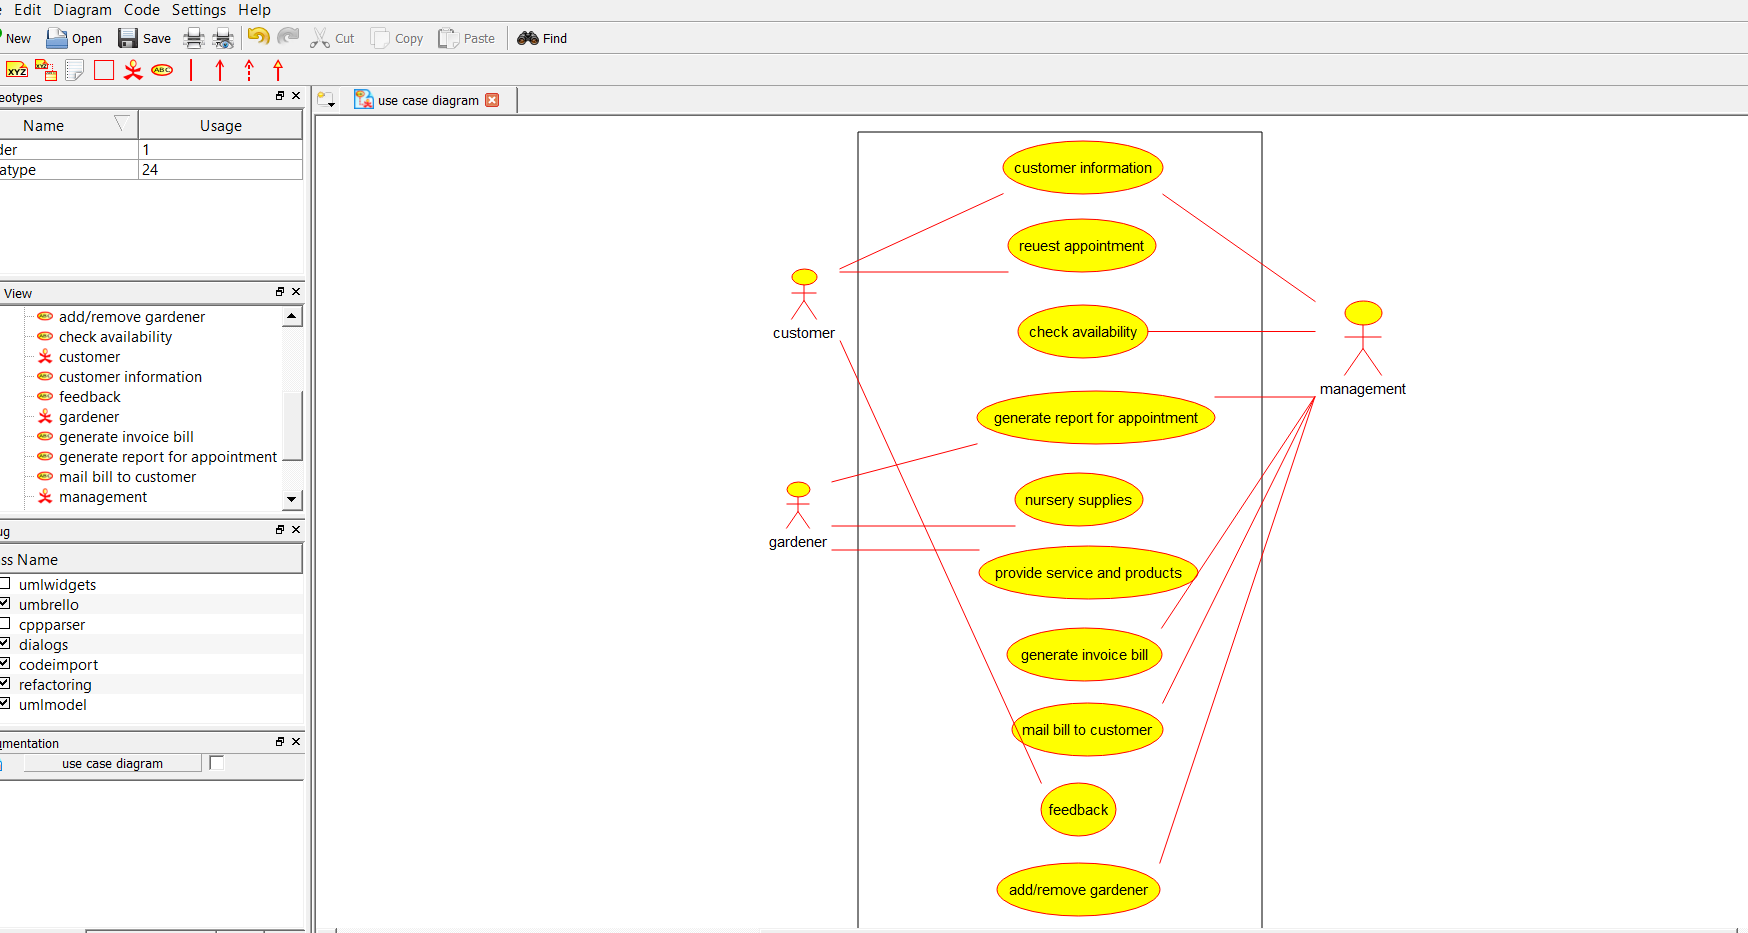 Edit Diagram Code Settings Help
New Open Save Cut Copy Paste Find
XYZ XYZ ABC
eotypes
use case diagram
Name Usage
der 1
atype 24
View
add/remove gardener
check availability
customer
customer information
feedback
gardener
generate invoice bill
generate report for appointment
mail bill to customer
management
ug
ss Name
umlwidgets
umbrello
cppparser
dialogs
codeimport
refactoring
umlmodel
umentation
use case diagram
customer information
reuest appointment
customer
check availability
management
generate report for appointment
nursery supplies
gardener
provide service and products
generate invoice bill
mail bill to customer
feedback
add/remove gardener